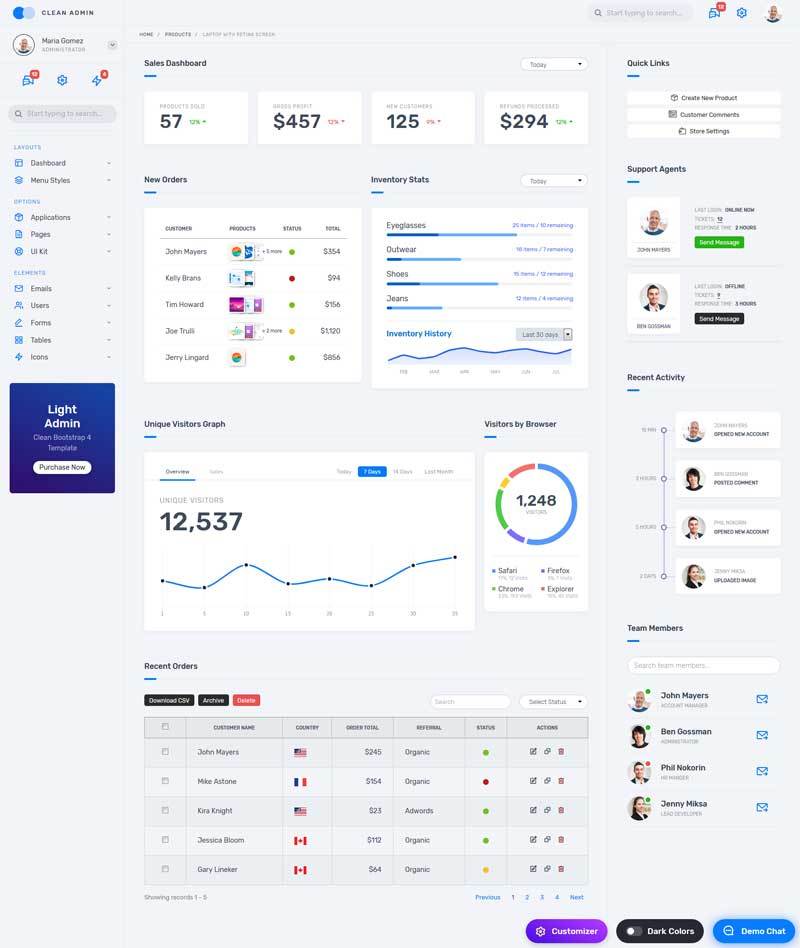 CLEAN ADMIN
Start typing to search...
12
Maria Gomez
ADMINISTRATOR
12
4
Start typing to search...
LAYOUTS
Dashboard
Menu Styles
OPTIONS
Applications
Pages
UI Kit
ELEMENTS
Emails
Users
Forms
Tables
Icons
Light
Admin
Clean Bootstrap 4
Template
Purchase Now
HOME / PRODUCTS / LAPTOP WITH RETINA SCREEN
Sales Dashboard
Today
PRODUCTS SOLD
57 12%
GROSS PROFIT
$457 12%
NEW CUSTOMERS
125 9%
REFUNDS PROCESSED
$294 12%
New Orders
CUSTOMER PRODUCTS STATUS TOTAL
John Mayers + 5 more $354
Kelly Brans $94
Tim Howard $156
Joe Trulli + 2 more $1,120
Jerry Lingard $856
Inventory Stats
Today
Eyeglasses 25 items / 10 remaining
Outwear 18 items / 7 remaining
Shoes 15 items / 12 remaining
Jeans 12 items / 4 remaining
Inventory History
Last 30 days
FEB MAR APR MAY JUN JUL
Unique Visitors Graph
Overview Sales Today 7 Days 14 Days Last Month
UNIQUE VISITORS
12,537
1 5 10 15 20 25 30 35
Visitors by Browser
1,248
VISITORS
Safari
Firefox
Chrome
Explorer
Recent Orders
Download CSV Archive Delete
Search
Select Status
CUSTOMER NAME COUNTRY ORDER TOTAL REFERRAL STATUS ACTIONS
John Mayers $245 Organic
Mike Astone $154 Organic
Kira Knight $23 Adwords
Jessica Bloom $112 Organic
Gary Lineker $64 Organic
Showing records 1 - 5
Previous 1 2 3 4 Next
Quick Links
Create New Product
Customer Comments
Store Settings
Support Agents
JOHN MAYERS
LAST LOGIN: ONLINE NOW
TICKETS: 12
RESPONSE TIME: 2 HOURS
Send Message
BEN GOSSMAN
LAST LOGIN: OFFLINE
TICKETS: 9
RESPONSE TIME: 3 HOURS
Send Message
Recent Activity
10 MIN
JOHN MAYERS
OPENED NEW ACCOUNT
2 HOURS
BEN GOSSMAN
POSTED COMMENT
5 HOURS
PHIL NOKORIN
OPENED NEW ACCOUNT
2 DAYS
JENNY MIKSA
UPLOADED IMAGE
Team Members
Search team members...
John Mayers
ACCOUNT MANAGER
Ben Gossman
ADMINISTRATOR
Phil Nokorin
HR MANGER
Jenny Miksa
LEAD DEVELOPER
Customizer
Dark Colors
Demo Chat